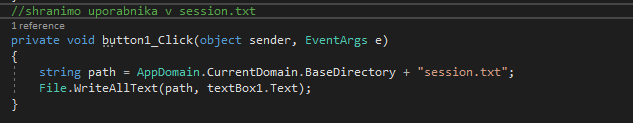 //shranimo uporabnika v session.txt
1 reference
private void button1_Click(object sender, EventArgs e)
{
string path = AppDomain.CurrentDomain.BaseDirectory + "session.txt";
File.WriteAllText(path, textBox1.Text);
}